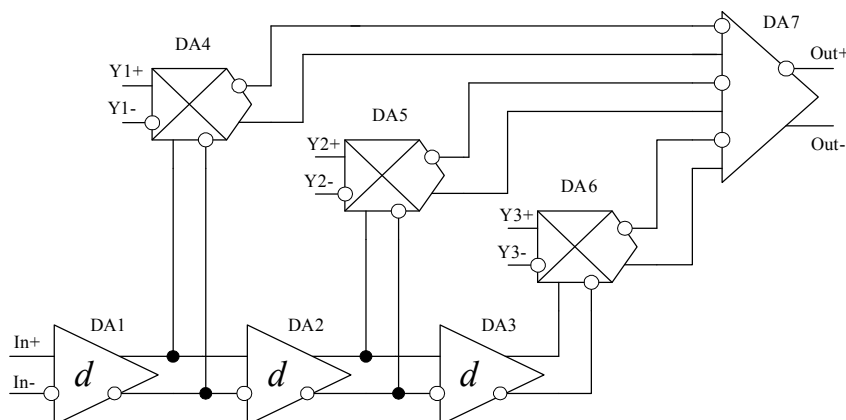 DA7
DA4
Out+
Y1+
Y1-
DA5
Y2+
Out-
Y2-
DA6
Y3+
Y3-
DA1
DA2
DA3
In+
In-
d
d
d